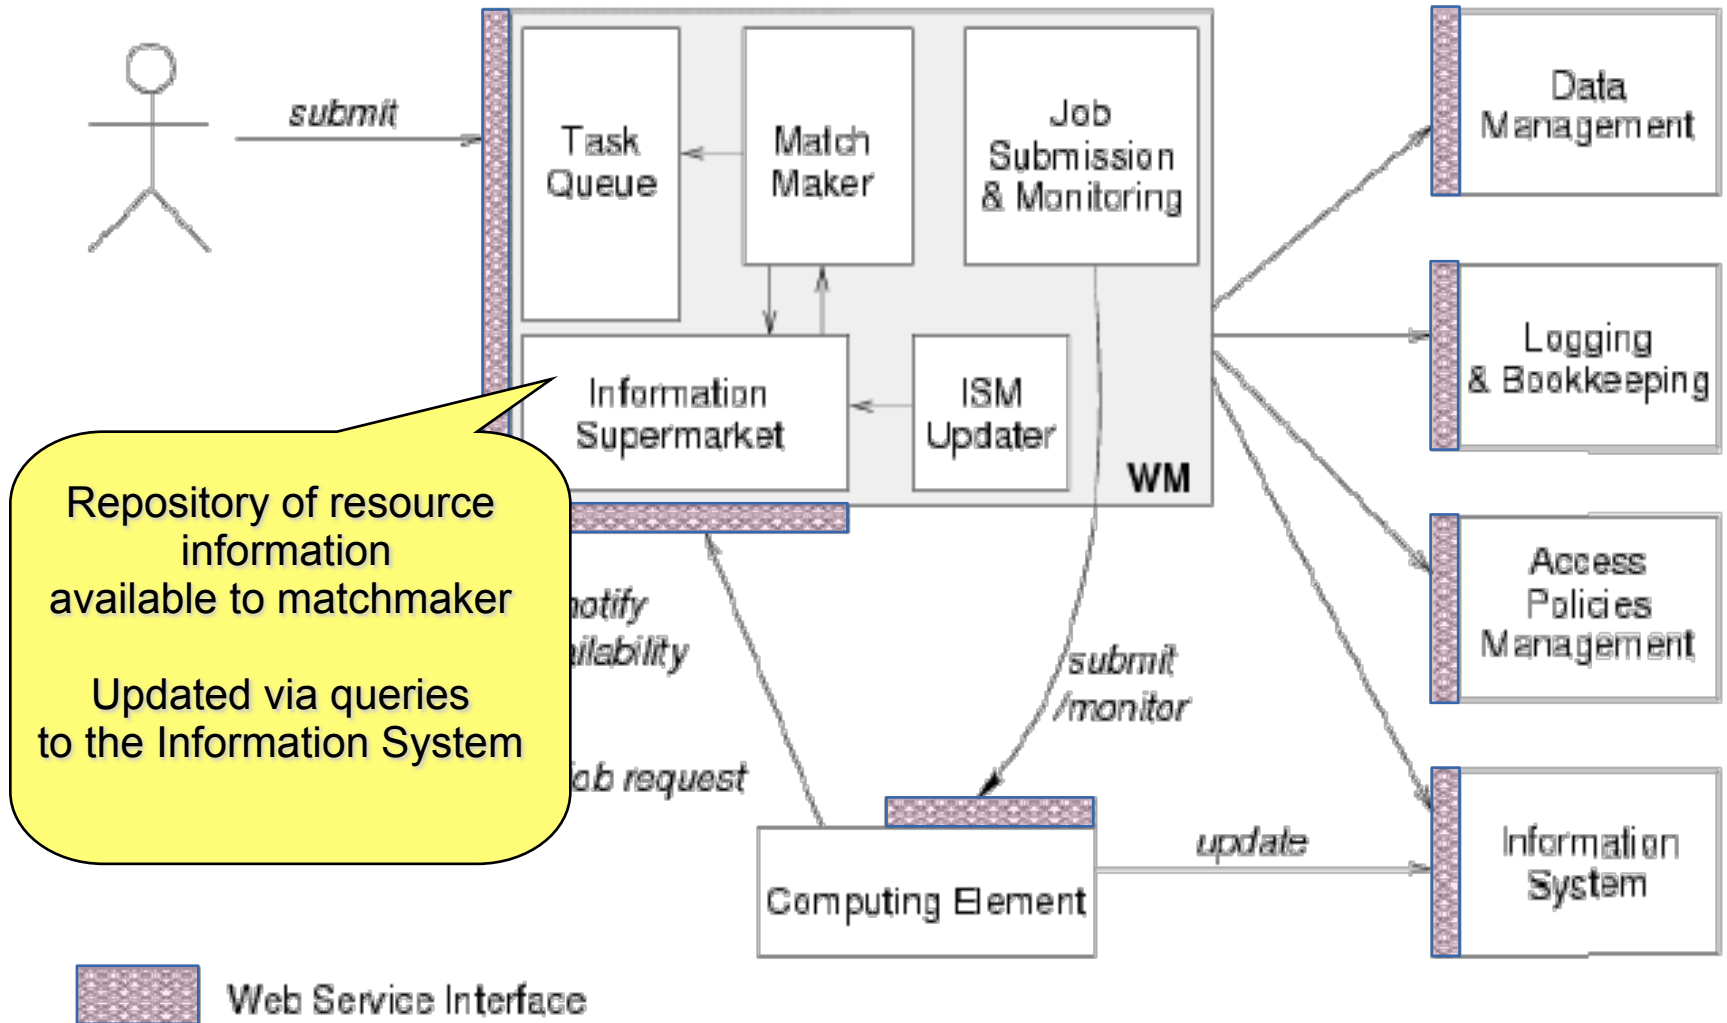 submit
Task
Queue
Match
Maker
Job
Submission
& Monitoring
Data
Management
Information
Supermarket
ISM
Updater
WM
Logging
& Bookkeeping
Repository of resource
information
available to matchmaker
Updated via queries
to the Information System
notify
submit
/monitor
request
Access
Policies
Management
Computing Element
update
Information
System
Web Service Interface